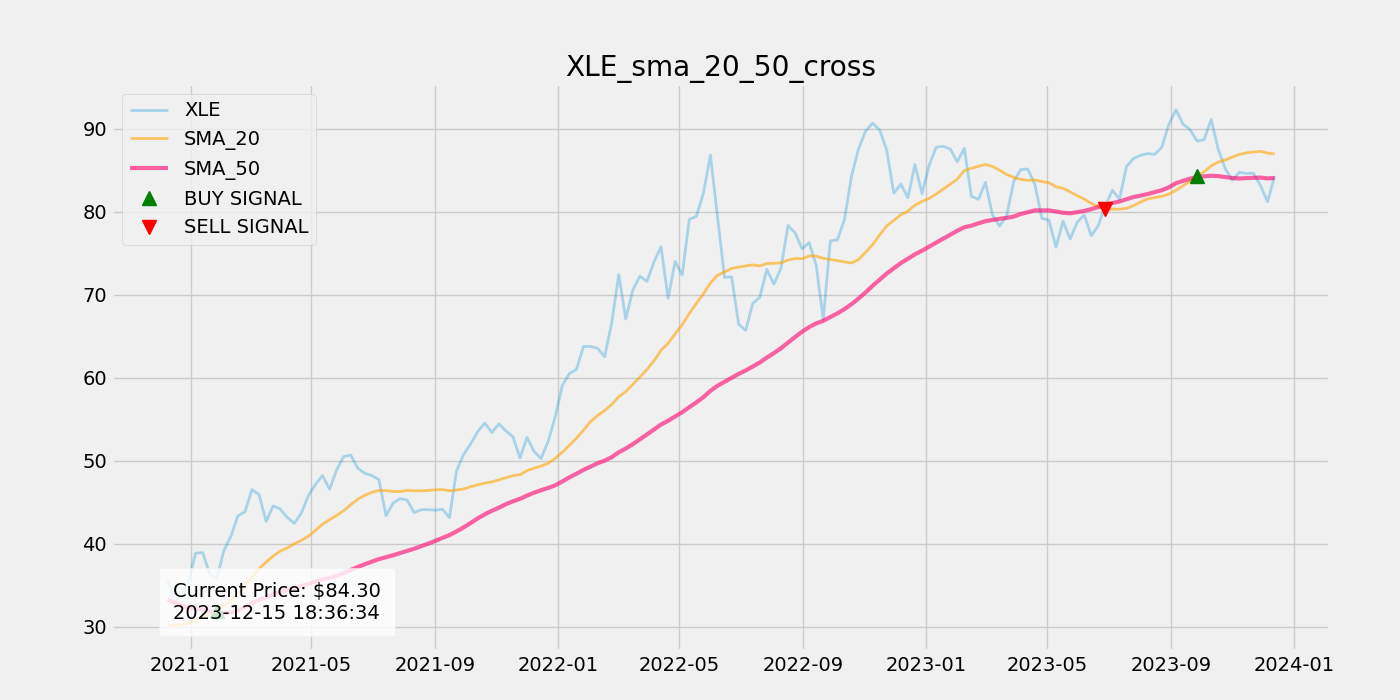 XLE_sma_20_50_cross
XLE
SMA_20
SMA_50
BUY SIGNAL
SELL SIGNAL
90
80
70
60
50
40
30
Current Price: $84.30
2023-12-15 18:36:34
2021-01 2021-05 2021-09 2022-01 2022-05 2022-09 2023-01 2023-05 2023-09 2024-01